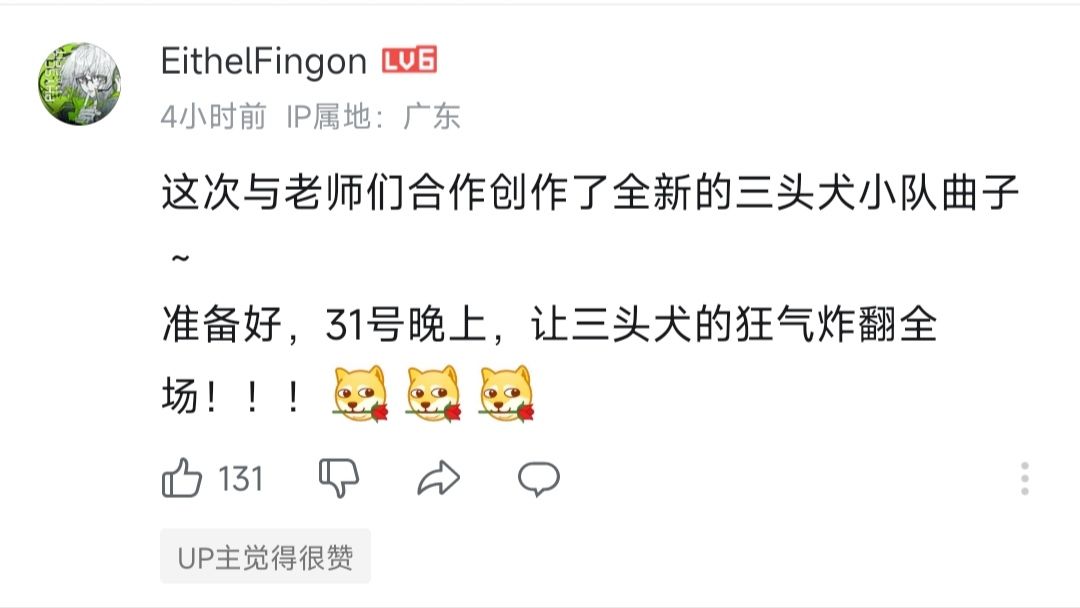 EithelFingon LV6
4小时前 IP属地：广东
这次与老师们合作创作了全新的三头犬小队曲子
~
准备好，31号晚上，让三头犬的狂气炸翻全
场！！！
131
UP主觉得很赞